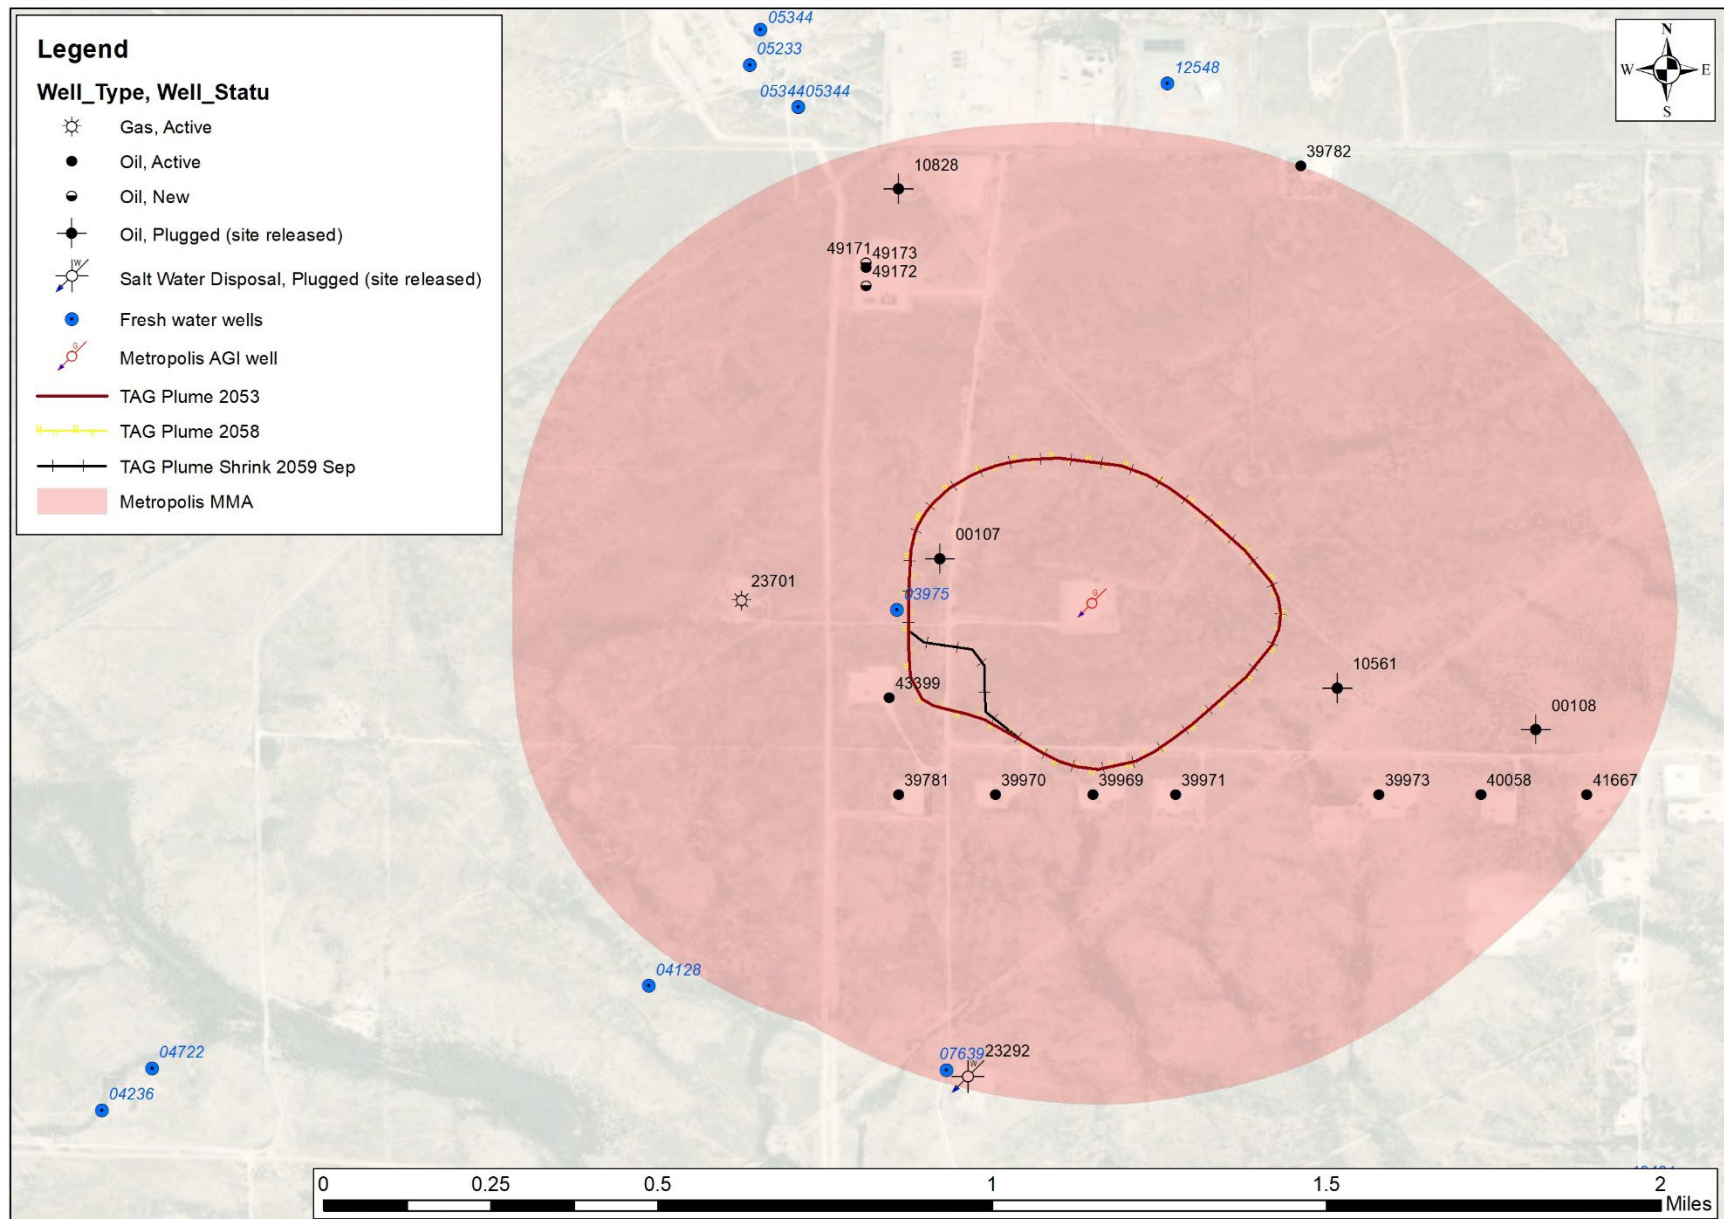 Legend
Well_Type, Well_Statu
Gas, Active
Oil, Active
Oil, New
Oil, Plugged (site released)
W
Salt Water Disposal, Plugged (site released)
Fresh water wells
G
Metropolis AGI well
TAG Plume 2053
TAG Plume 2058
TAG Plume Shrink 2059 Sep
Metropolis MMA
N
W E
S
05344
05233
0534405344
12548
39782
10828
49171 49173
49172
00107
23701
03975
G
43399
10561
00108
39781 39970 39969 39971 39973 40058 41667
04128
04722
04236
07639 23292
W
0 0.25 0.5 1 1.5 2
Miles